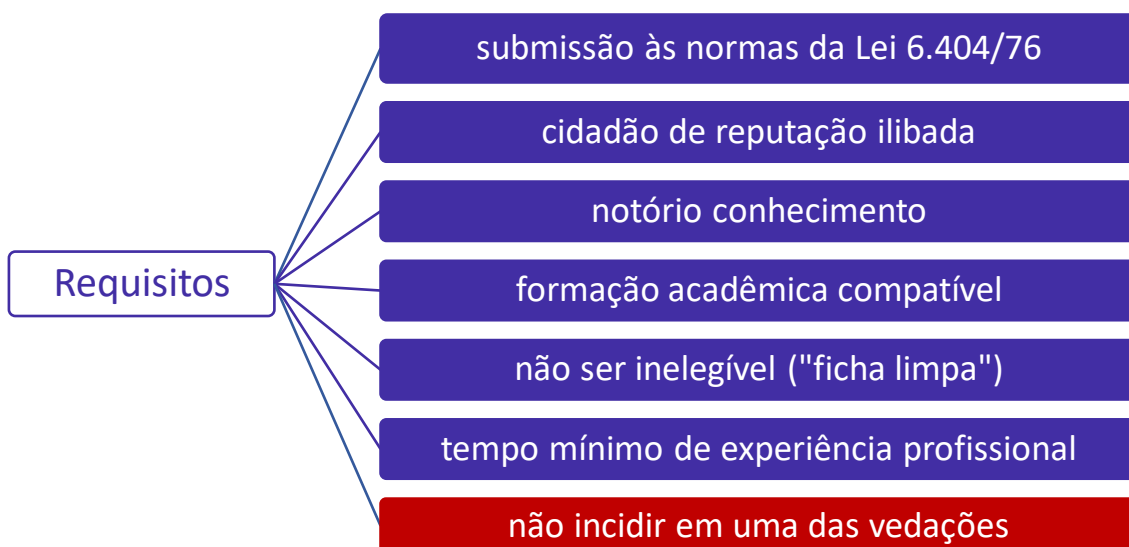 Requisitos
submissão às normas da Lei 6.404/76
cidadão de reputação ilibada
notório conhecimento
formação acadêmica compatível
não ser inelegível ("ficha limpa")
tempo mínimo de experiência profissional
não incidir em uma das vedações